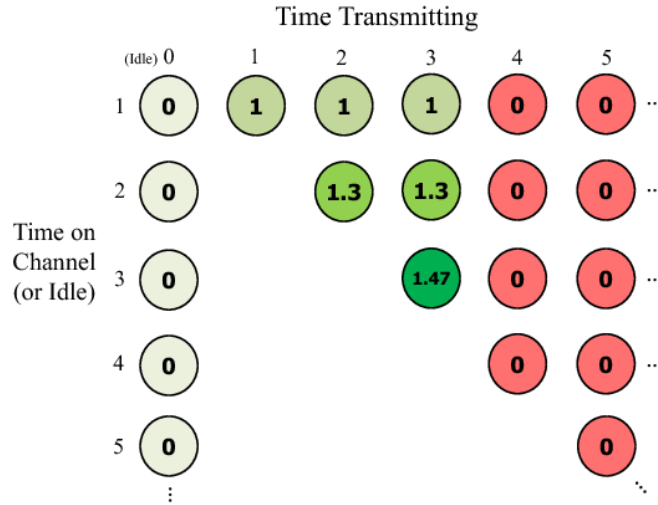 Time Transmitting
(Idle) 0 1 2 3 4 5
1 0 1 1 1 0 0 ..
2 0 1.3 1.3 0 0 ..
Time on
Channel
(or Idle)
3 0 1.47 0 0 ..
4 0 0 0 ..
5 0 0